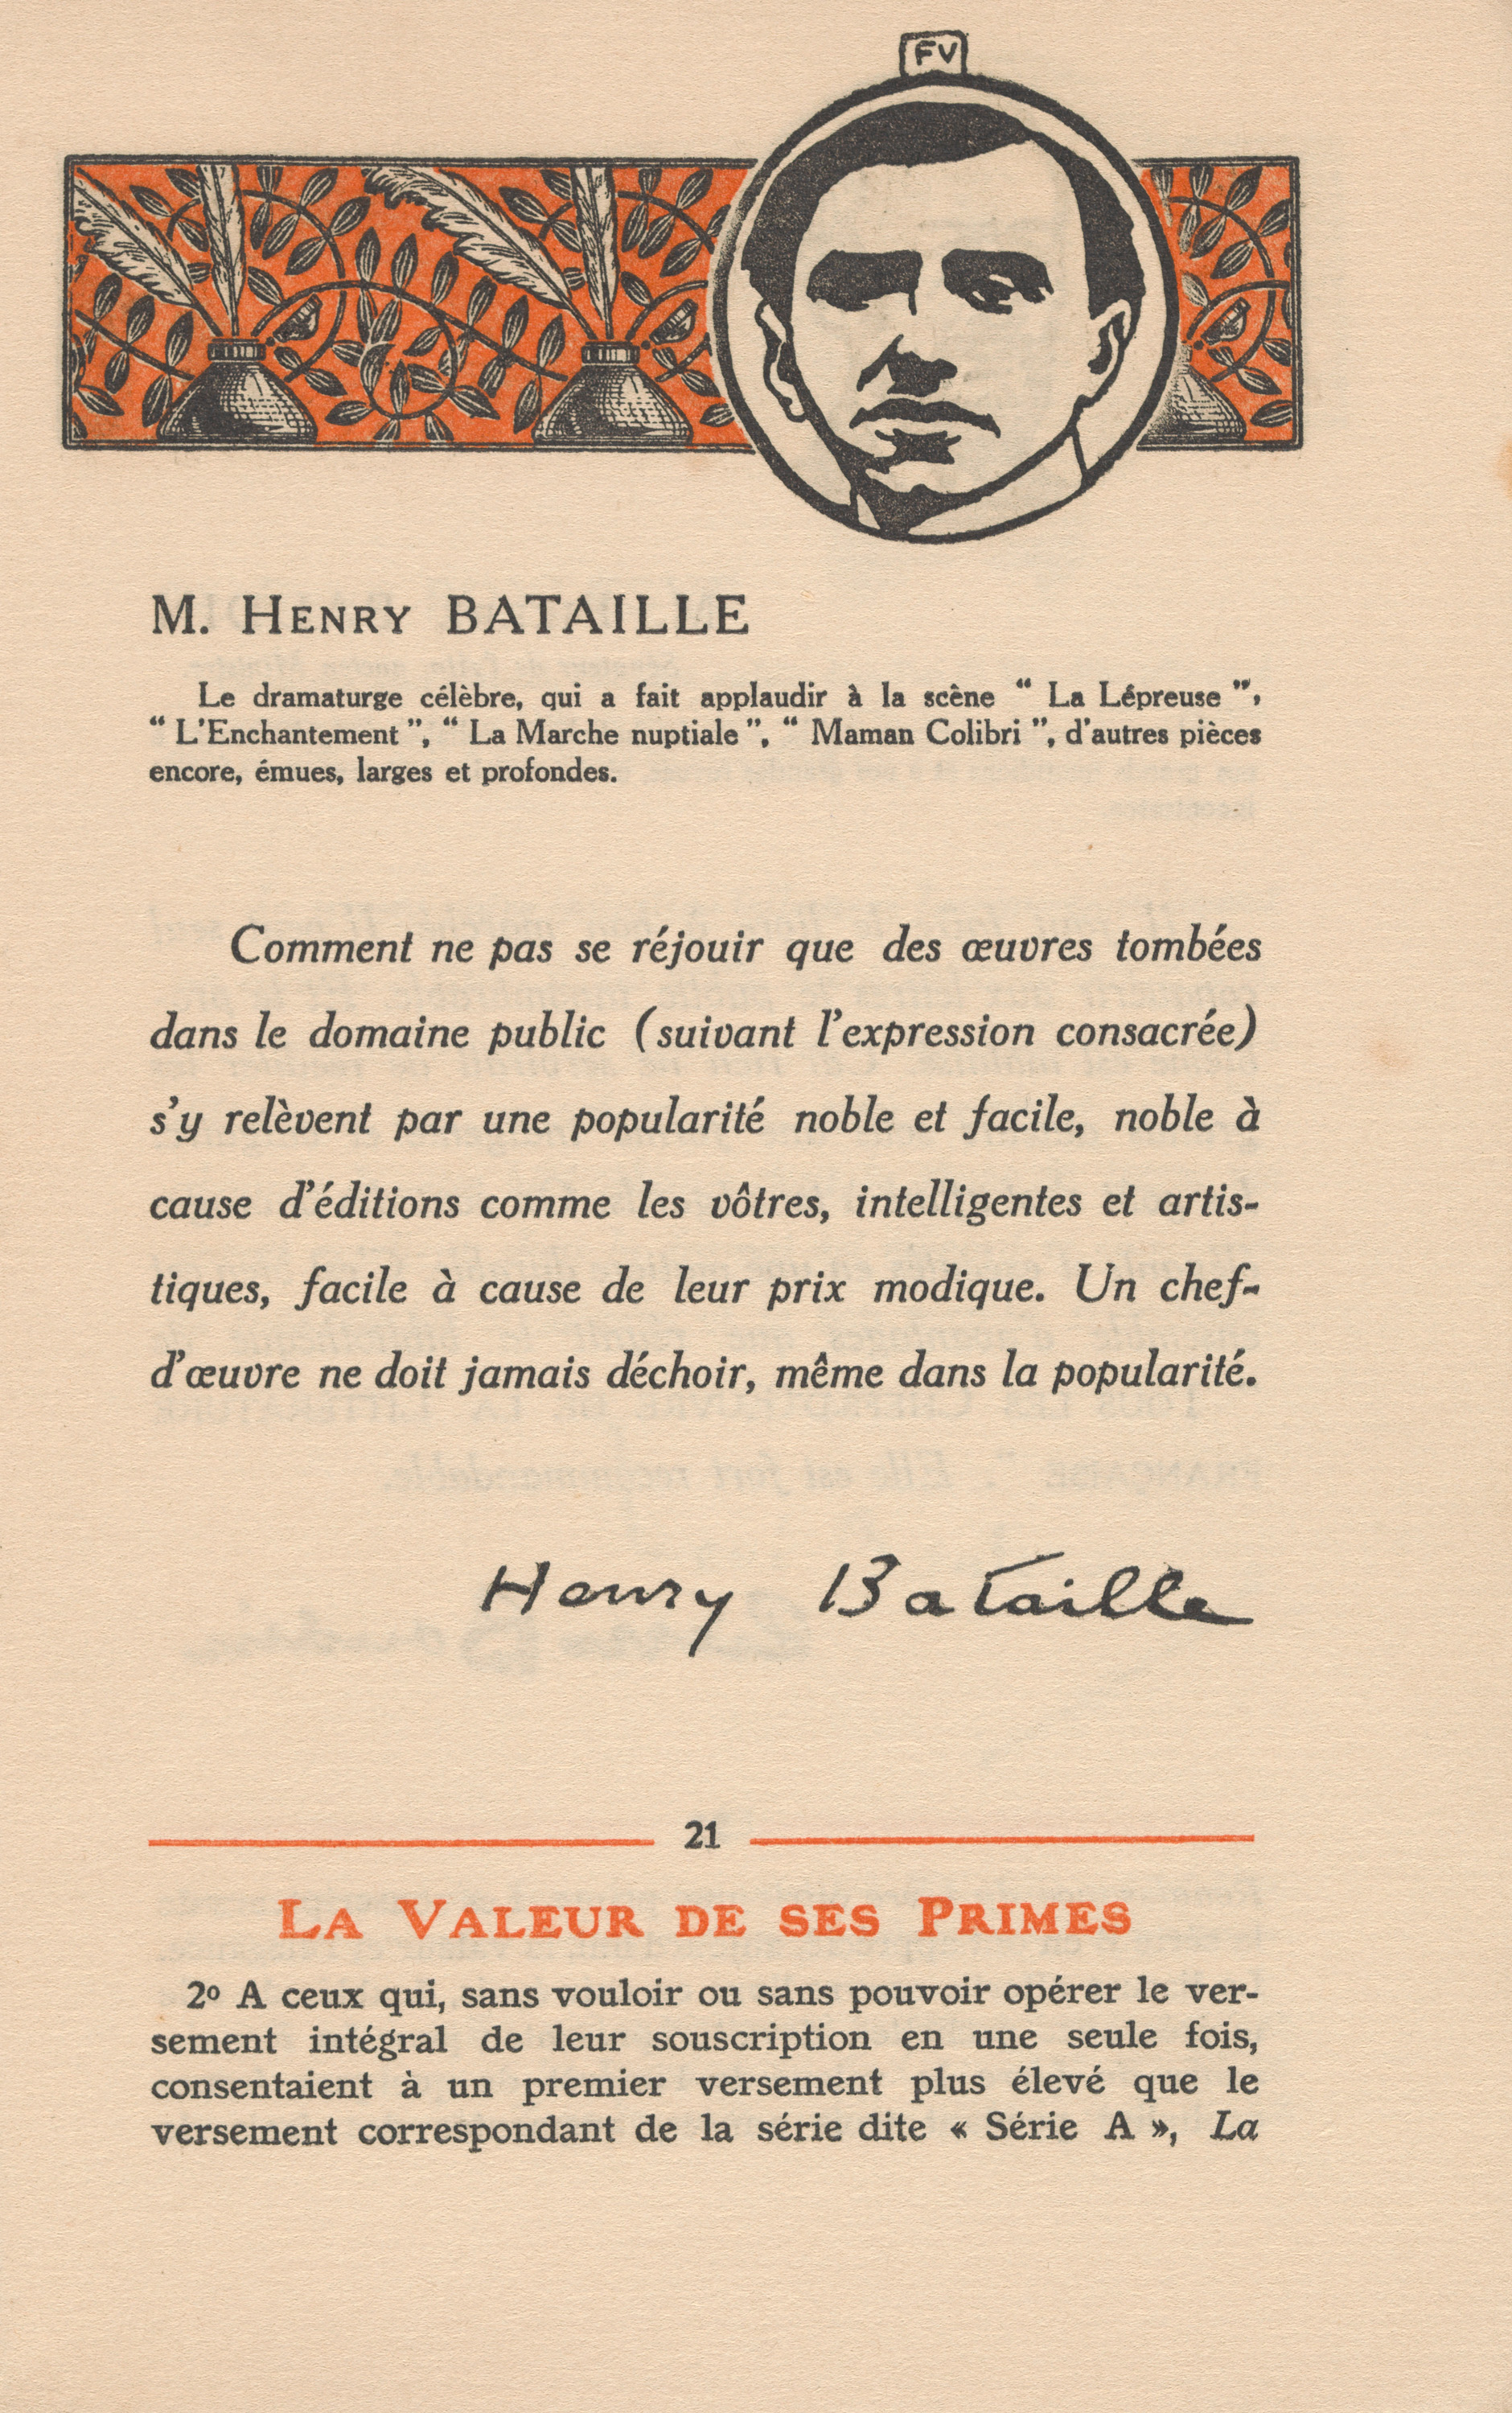 FV
M. HENRY BATAILLE
Le dramaturge célèbre, qui a fait applaudir à la scène “ La Lépreuse ”,
“ L'Enchantement ”, “ La Marche nuptiale ”, “ Maman Colibri ”, d'autres pièces
encore, émues, larges et profondes.
Comment ne pas se réjouir que des œuvres tombées
dans le domaine public (suivant l'expression consacrée)
s'y relèvent par une popularité noble et facile, noble à
cause d'éditions comme les vôtres, intelligentes et artis-
tiques, facile à cause de leur prix modique. Un chef-
d'œuvre ne doit jamais déchoir, même dans la popularité.
Henry Bataille
21
LA VALEUR DE SES PRIMES
2º A ceux qui, sans vouloir ou sans pouvoir opérer le ver-
sement intégral de leur souscription en une seule fois,
consentaient à un premier versement plus élevé que le
versement correspondant de la série dite « Série A », La